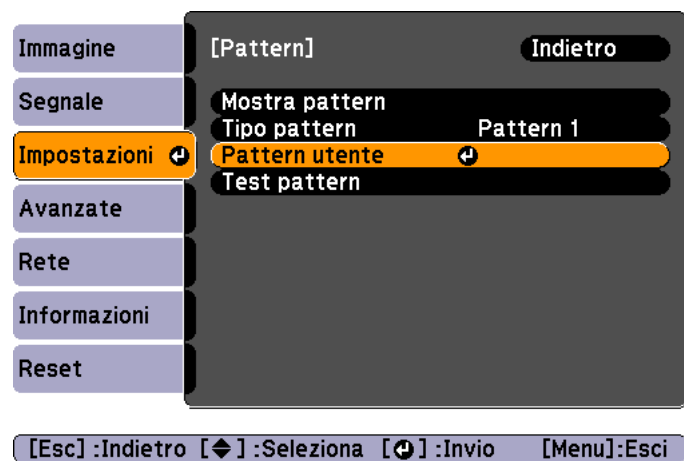 Immagine
Segnale
Impostazioni
Avanzate
Rete
Informazioni
Reset
[Pattern] Indietro
Mostra pattern
Tipo pattern Pattern 1
Pattern utente
Test pattern
[Esc] :Indietro [ ] :Seleziona [ ] :Invio [Menu]:Esci